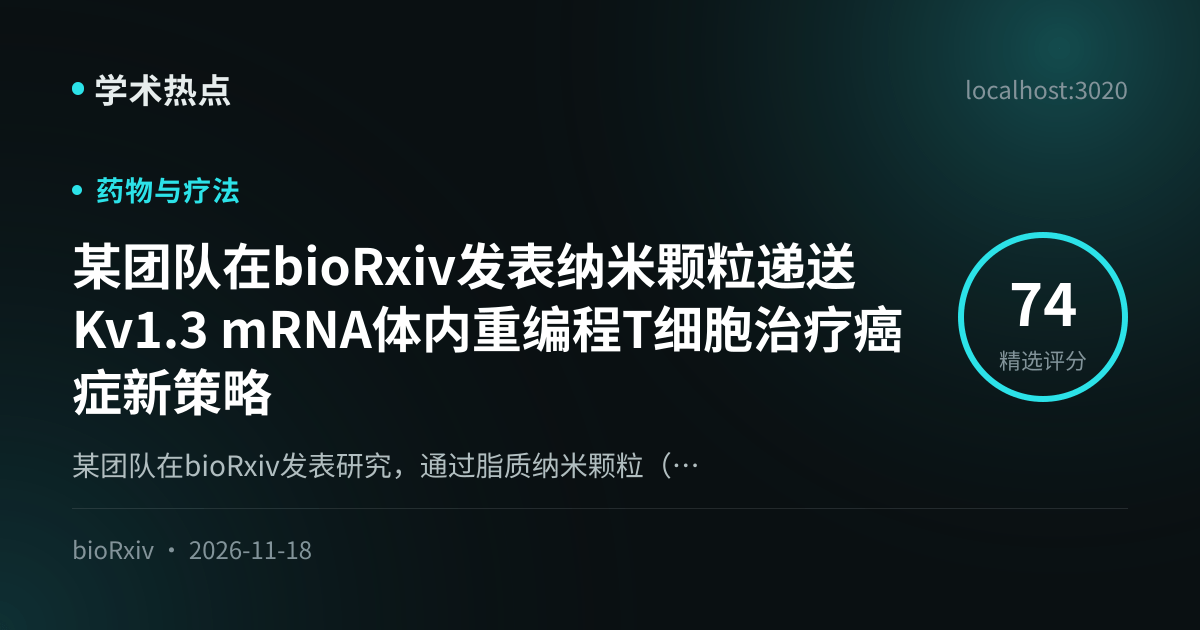 学术热点
localhost:3020
药物与疗法
某团队在bioRxiv发表纳米颗粒递送
Kv1.3 mRNA体内重编程T细胞治疗癌
症新策略
74
精选评分
某团队在bioRxiv发表研究，通过脂质纳米颗粒（…
bioRxiv · 2026-11-18